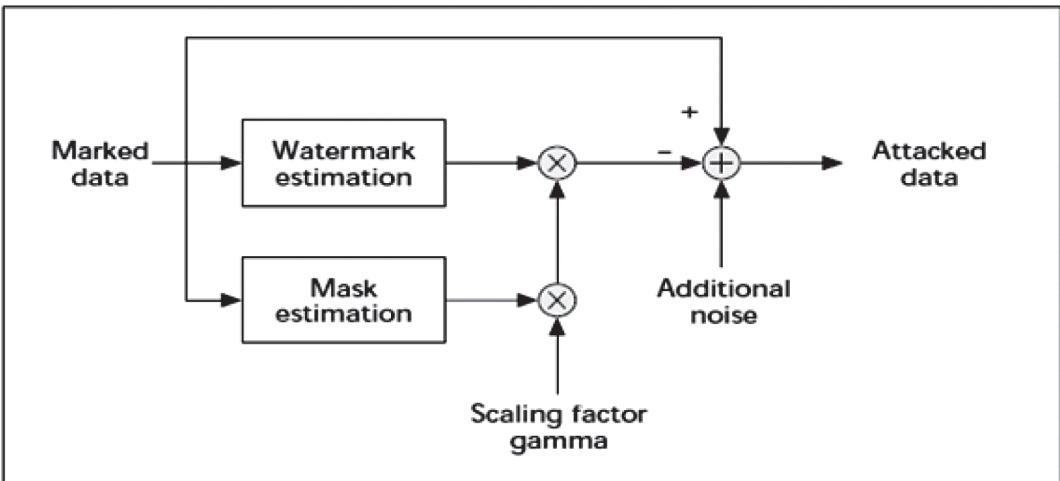 +
Marked
data
Watermark
estimation
×
−
+
Attacked
data
Mask
estimation
×
Additional
noise
Scaling factor
gamma